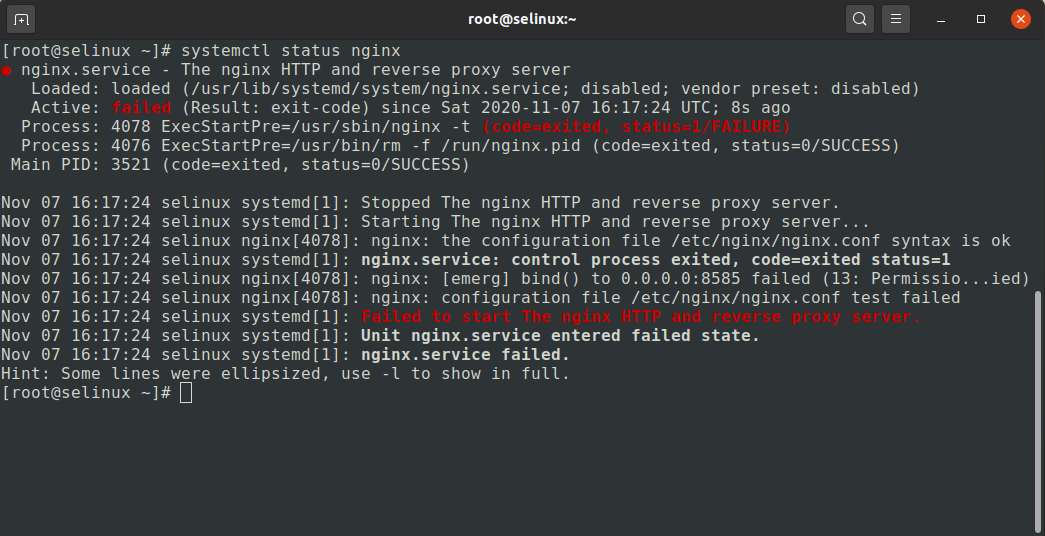 root@selinux:~
[root@selinux ~]# systemctl status nginx
● nginx.service - The nginx HTTP and reverse proxy server
   Loaded: loaded (/usr/lib/systemd/system/nginx.service; disabled; vendor preset: disabled)
   Active: failed (Result: exit-code) since Sat 2020-11-07 16:17:24 UTC; 8s ago
  Process: 4078 ExecStartPre=/usr/sbin/nginx -t (code=exited, status=1/FAILURE)
  Process: 4076 ExecStartPre=/usr/bin/rm -f /run/nginx.pid (code=exited, status=0/SUCCESS)
 Main PID: 3521 (code=exited, status=0/SUCCESS)

Nov 07 16:17:24 selinux systemd[1]: Stopped The nginx HTTP and reverse proxy server.
Nov 07 16:17:24 selinux systemd[1]: Starting The nginx HTTP and reverse proxy server...
Nov 07 16:17:24 selinux nginx[4078]: nginx: the configuration file /etc/nginx/nginx.conf syntax is ok
Nov 07 16:17:24 selinux systemd[1]: nginx.service: control process exited, code=exited status=1
Nov 07 16:17:24 selinux nginx[4078]: nginx: [emerg] bind() to 0.0.0.0:8585 failed (13: Permissio...ied)
Nov 07 16:17:24 selinux nginx[4078]: nginx: configuration file /etc/nginx/nginx.conf test failed
Nov 07 16:17:24 selinux systemd[1]: Failed to start The nginx HTTP and reverse proxy server.
Nov 07 16:17:24 selinux systemd[1]: Unit nginx.service entered failed state.
Nov 07 16:17:24 selinux systemd[1]: nginx.service failed.
Hint: Some lines were ellipsized, use -l to show in full.
[root@selinux ~]#